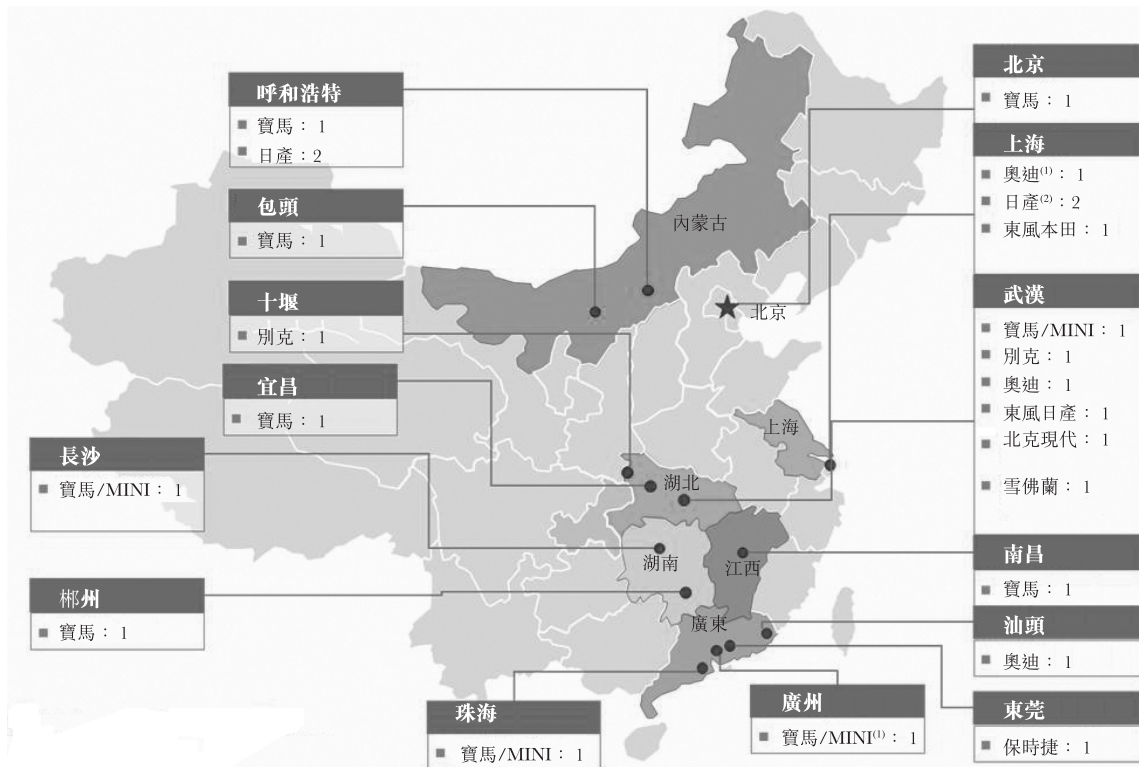 呼和浩特
■ 寶馬：1
■ 日產：2
包頭
■ 寶馬：1
十堰
■ 別克：1
宜昌
■ 寶馬：1
長沙
■ 寶馬/MINI：1
郴州
■ 寶馬：1
珠海
■ 寶馬/MINI：1
廣州
■ 寶馬/MINI(1)：1
北京
■ 寶馬：1
上海
■ 奧迪(1)：1
■ 日產(2)：2
■ 東風本田：1
武漢
■ 寶馬/MINI：1
■ 別克：1
■ 奧迪：1
■ 東風日產：1
■ 北克現代：1
■ 雪佛蘭：1
南昌
■ 寶馬：1
汕頭
■ 奧迪：1
東莞
■ 保時捷：1
內蒙古
北京
上海
湖北
湖南
江西
廣東